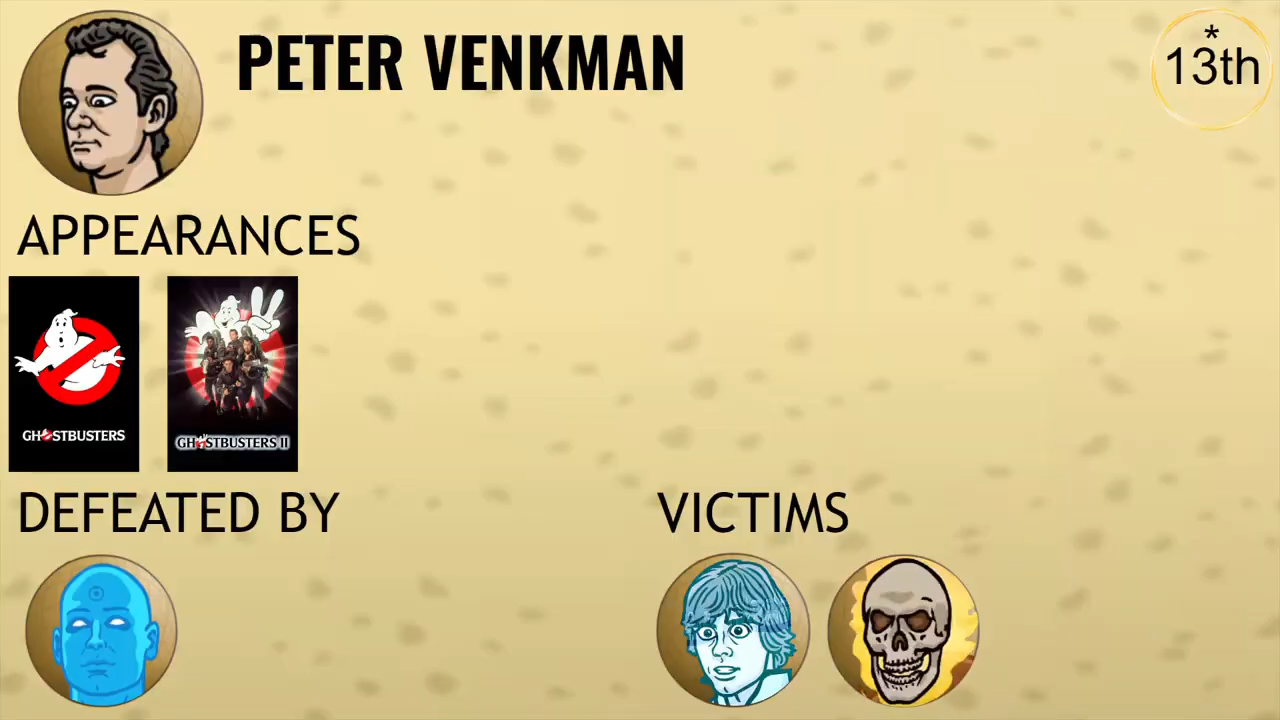 PETER VENKMAN
*
13th
APPEARANCES
GHOSTBUSTERS
GHOSTBUSTERS II
DEFEATED BY
VICTIMS